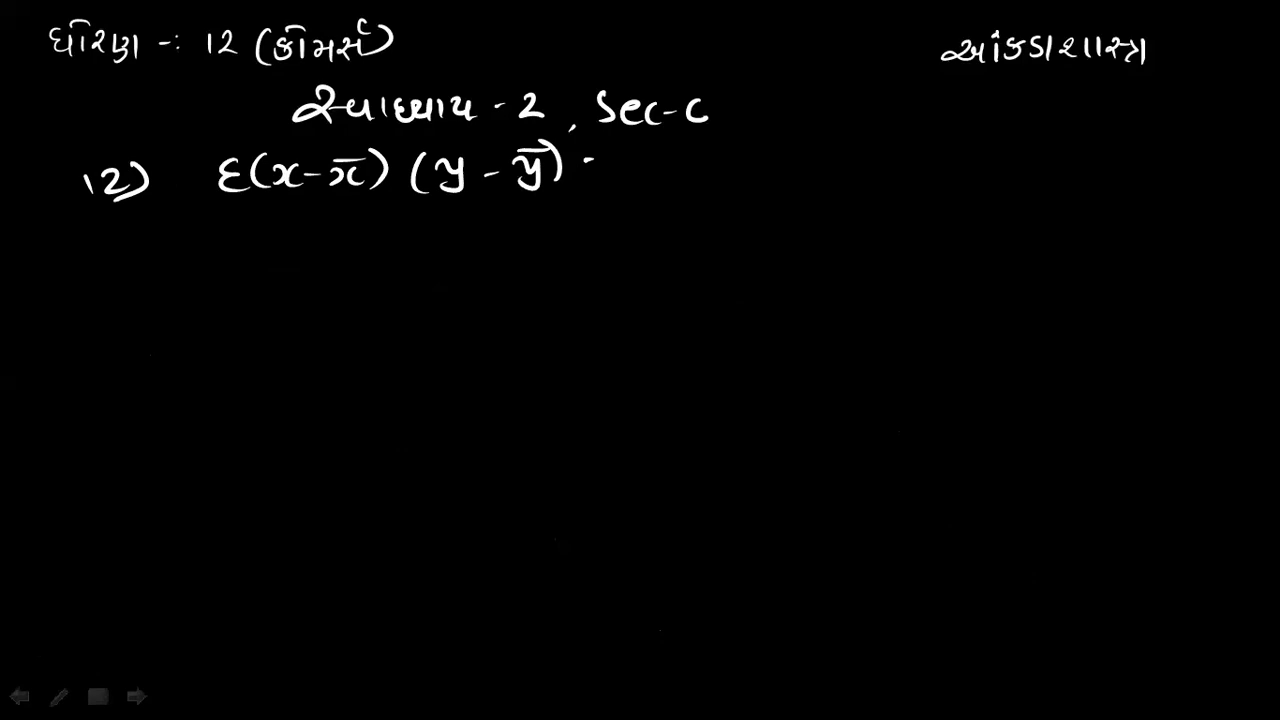 ધોરણ -: 12 (કોમર્સ) આંકડાશાસ્ત્ર
સ્વાધ્યાય - 2, Sec-C
12) Σ(x-x̄) (y - ȳ) =